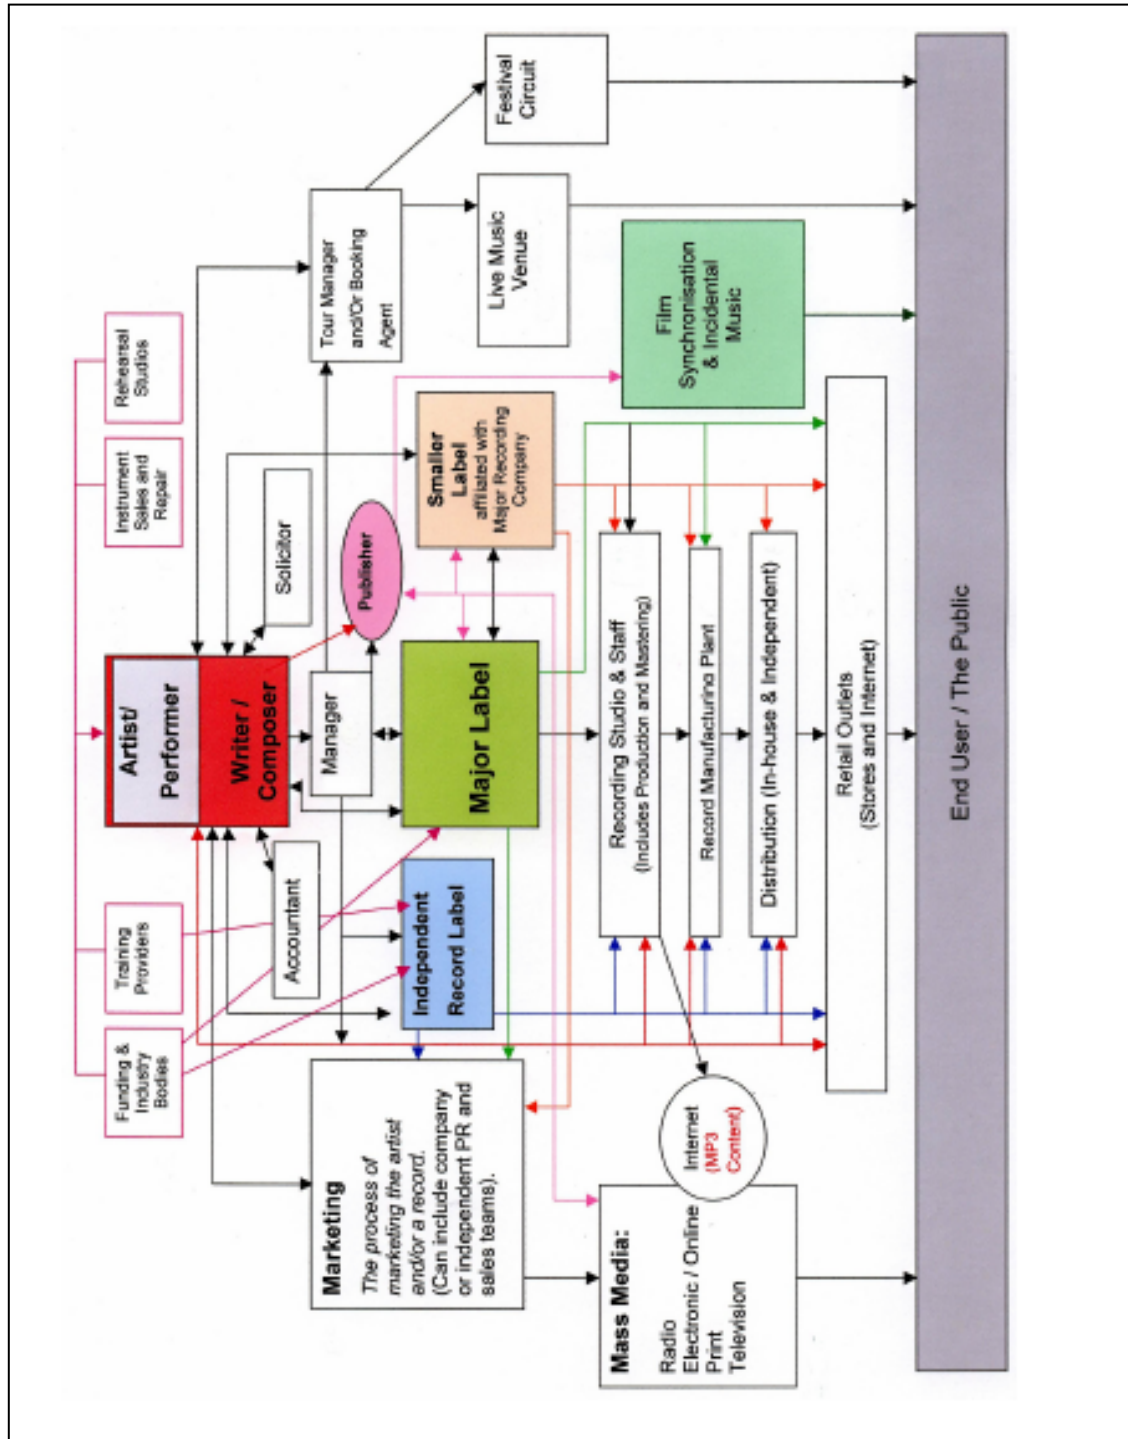 Funding &
Industry
Bodies
Training
Providers
Instrument
Sales and
Repair
Rehearsal
Studios
Artist/
Performer
Writer /
Composer
Accountant
Solicitor
Manager
Publisher
Tour Manager
and/Or Booking
Agent
Marketing
The process of
marketing the artist
and/or a record.
(Can include company
or independent PR and
sales teams).
Independent
Record Label
Major Label
Smaller
Label
affiliated with
Major Recording
Company
Live Music
Venue
Festival
Circuit
Mass Media:
Radio
Electronic / Online
Print
Television
Internet
(MP3
Content)
Recording Studio & Staff
(Includes Production and Mastering)
Record Manufacturing Plant
Distribution (In-house & Independent)
Film
Synchronisation
& Incidental
Music
Retail Outlets
(Stores and Internet)
End User / The Public